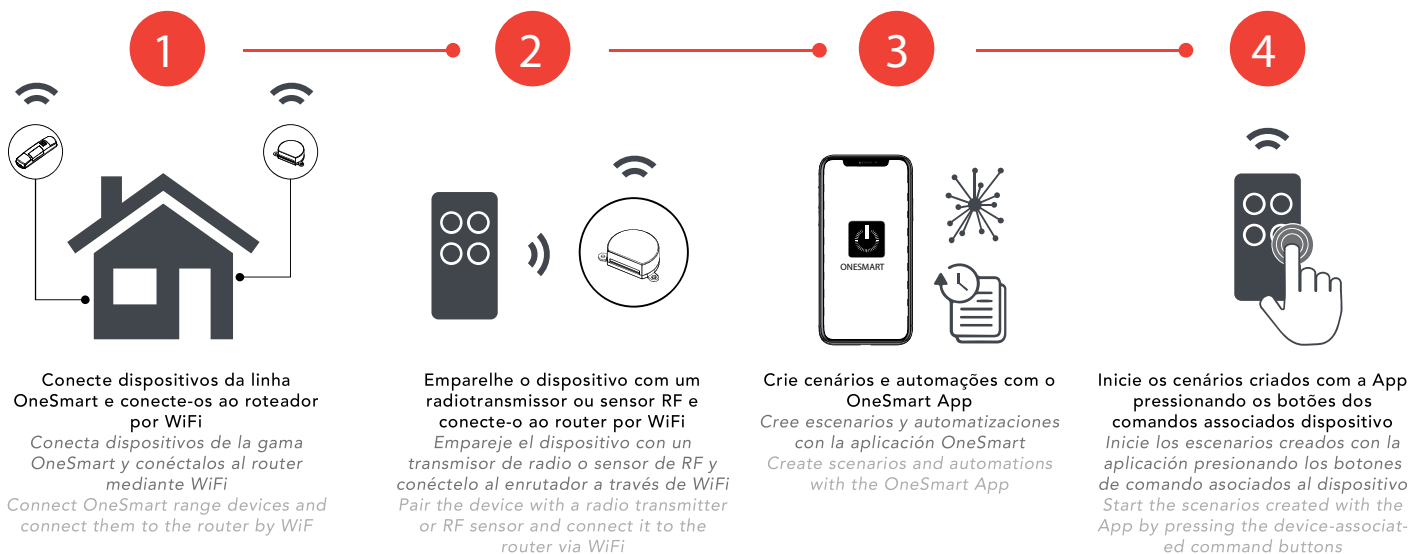 1
2
3
4
ONESMART
Conecte dispositivos da linha
OneSmart e conecte-os ao roteador
por WiFi
Conecta dispositivos de la gama
OneSmart y conéctalos al router
mediante WiFi
Connect OneSmart range devices and
connect them to the router by WiF
Emparelhe o dispositivo com um
radiotransmissor ou sensor RF e
conecte-o ao router por WiFi
Empareje el dispositivo con un
transmisor de radio o sensor de RF y
conéctelo al enrutador a través de WiFi
Pair the device with a radio transmitter
or RF sensor and connect it to the
router via WiFi
Crie cenários e automações com o
OneSmart App
Cree escenarios y automatizaciones
con la aplicación OneSmart
Create scenarios and automations
with the OneSmart App
Inicie os cenários criados com a App
pressionando os botões dos
comandos associados dispositivo
Inicie los escenarios creados con la
aplicación presionando los botones
de comando asociados al dispositivo
Start the scenarios created with the
App by pressing the device-associat-
ed command buttons